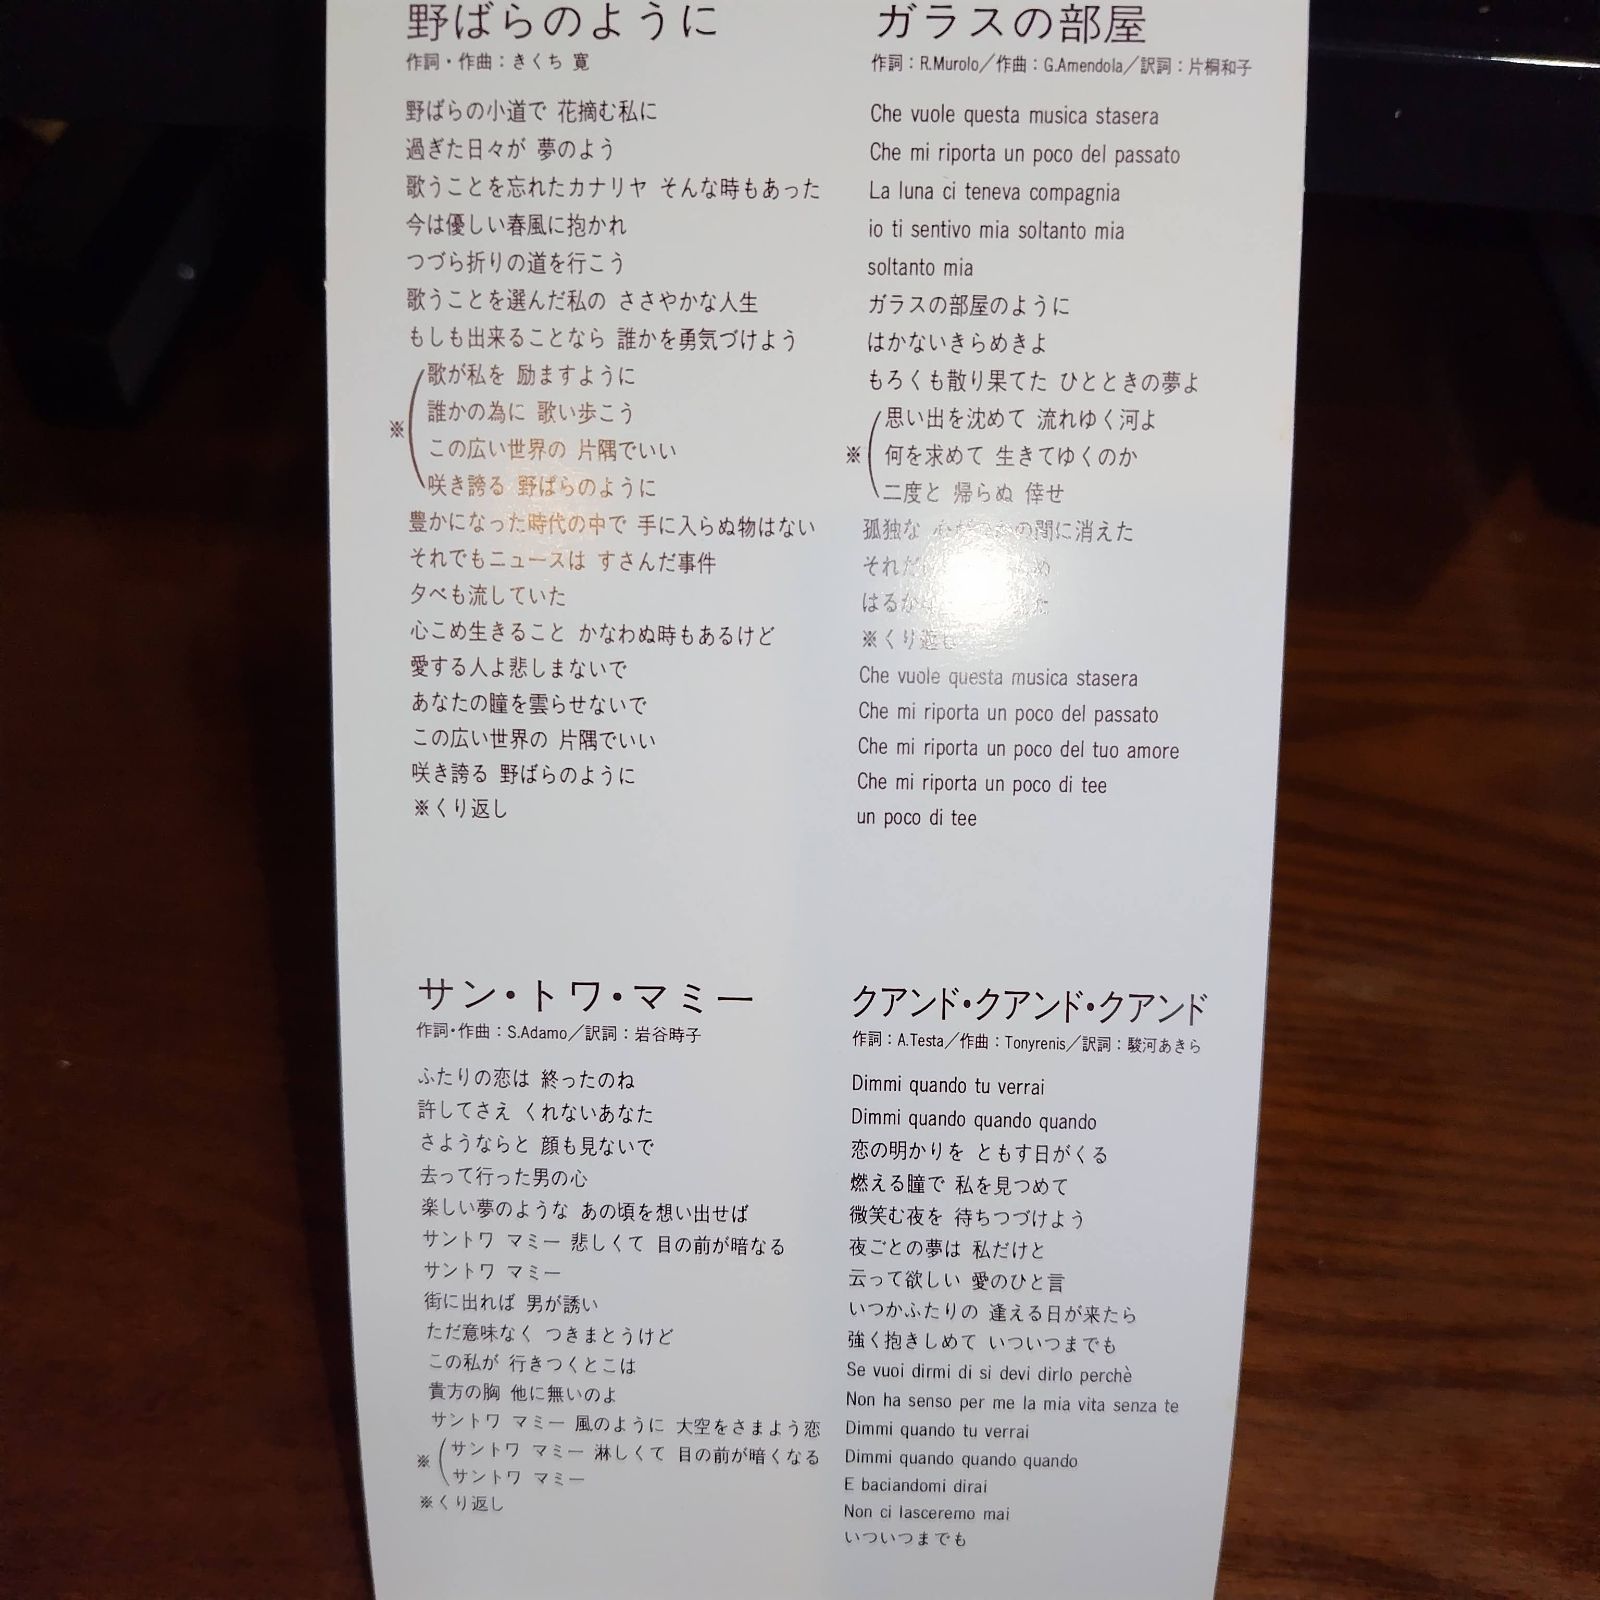 野ばらのように
作詞・作曲：きくち 寛
野ばらの小道で 花摘む私に
過ぎた日々が 夢のよう
歌うことを忘れたカナリヤ そんな時もあった
今は優しい春風に抱かれ
つづら折りの道を行こう
歌うことを選んだ私の ささやかな人生
もしも出来ることなら 誰かを勇気づけよう
歌が私を 励ますように
誰かの為に 歌い歩こう
※
この広い世界の 片隅でいい
咲き誇る 野ばらのように
豊かになった時代の中で 手に入らぬ物はない
それでもニュースは すさんだ事件
夕べも流していた
心こめ生きること かなわぬ時もあるけど
愛する人よ悲しまないで
あなたの瞳を雲らせないで
この広い世界の 片隅でいい
咲き誇る 野ばらのように
※くり返し
ガラスの部屋
作詞：R.Murolo／作曲：G.Amendola／訳詞：片桐和子
Che vuole questa musica stasera
Che mi riporta un poco del passato
La luna ci teneva compagnia
io ti sentivo mia soltanto mia
soltanto mia
ガラスの部屋のように
はかないきらめきよ
もろくも散り果てた ひとときの夢よ
思い出を沈めて 流れゆく河よ
※
何を求めて 生きてゆくのか
二度と 帰らぬ 倖せ
孤独な の間に消えた
それだ
はるか
※くり返し
Che vuole questa musica stasera
Che mi riporta un poco del passato
Che mi riporta un poco del tuo amore
Che mi riporta un poco di tee
un poco di tee
サン・トワ・マミー
作詞・作曲：S.Adamo／訳詞：岩谷時子
ふたりの恋は 終ったのね
許してさえ くれないあなた
さようならと 顔も見ないで
去って行った男の心
楽しい夢のような あの頃を想い出せば
サントワ マミー 悲しくて 目の前が暗なる
サントワ マミー
街に出れば 男が誘い
ただ意味なく つきまとうけど
この私が 行きつくとこは
貴方の胸 他に無いのよ
サントワ マミー 風のように 大空をさまよう恋
※
サントワ マミー 淋しくて 目の前が暗くなる
サントワ マミー
※くり返し
クアンド・クアンド・クアンド
作詞：A.Testa／作曲：Tonyrenis／訳詞：駿河あきら
Dimmi quando tu verrai
Dimmi quando quando quando
恋の明かりを ともす日がくる
燃える瞳で 私を見つめて
微笑む夜を 待ちつづけよう
夜ごとの夢は 私だけと
云って欲しい 愛のひと言
いつかふたりの 逢える日が来たら
強く抱きしめて いついつまでも
Se vuoi dirmi di si devi dirlo perchè
Non ha senso per me la mia vita senza te
Dimmi quando tu verrai
Dimmi quando quando quando
E baciandomi dirai
Non ci lasceremo mai
いついつまでも